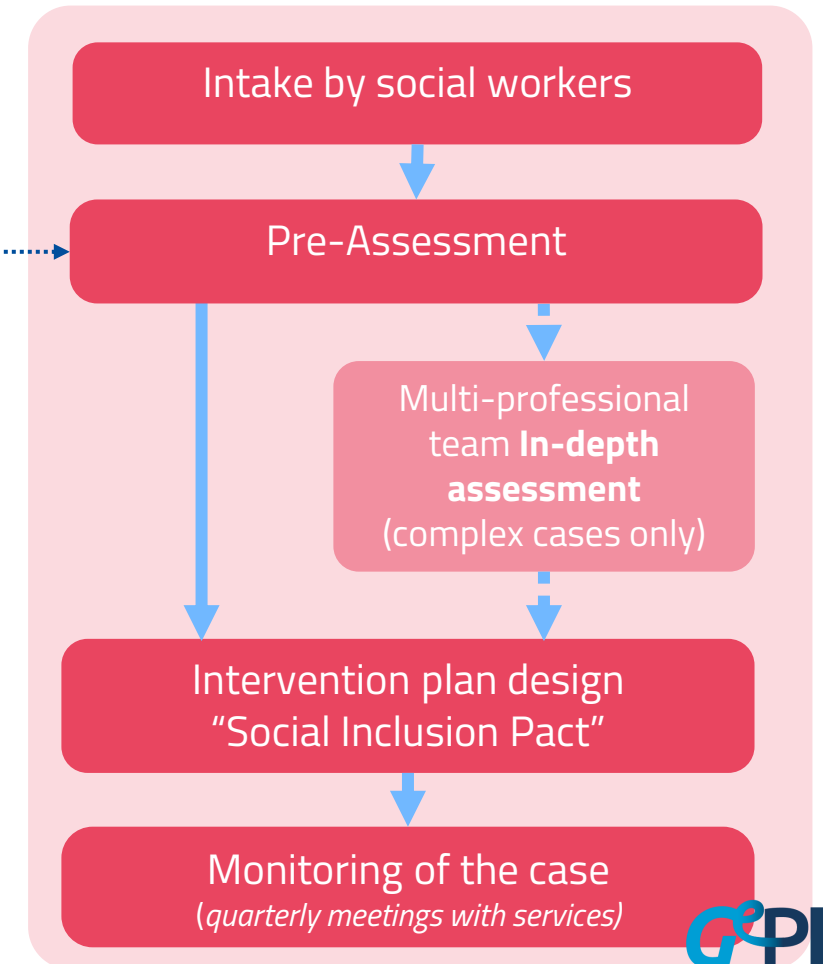 Intake by social workers
Pre-Assessment
Multi-professional
team In-depth
assessment
(complex cases only)
Intervention plan design
“Social Inclusion Pact”
Monitoring of the case
(quarterly meetings with services)